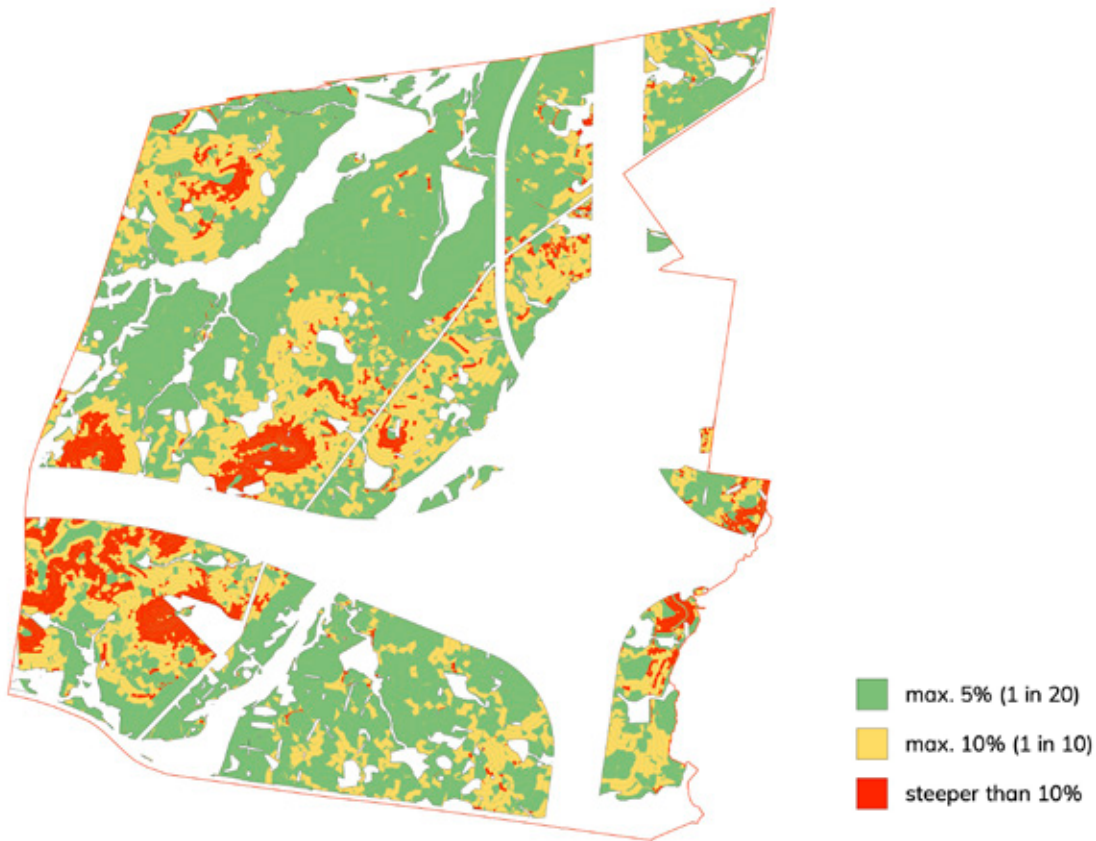 max. 5% (1 in 20)
max. 10% (1 in 10)
steeper than 10%